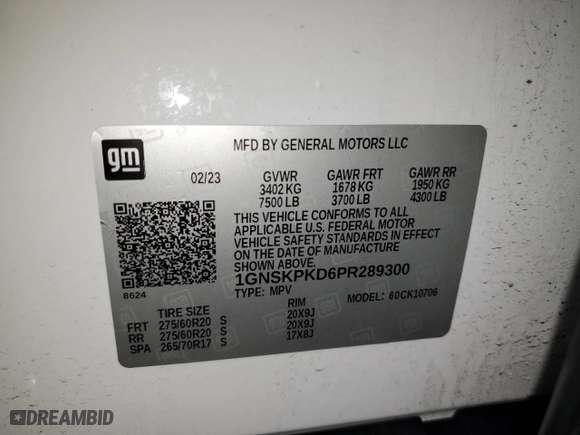 gm
MFD BY GENERAL MOTORS LLC
02/23 GVWR GAWR FRT GAWR RR
3402 KG 1678 KG 1950 KG
7500 LB 3700 LB 4300 LB
THIS VEHICLE CONFORMS TO ALL
APPLICABLE U.S. FEDERAL MOTOR
VEHICLE SAFETY STANDARDS IN EFFECT
ON THE DATE OF MANUFACTURE
SHOWN ABOVE.
8624
1GNSKPKD6PR289300
TYPE: MPV MODEL: 60CK10706
TIRE SIZE RIM
FRT 275/60R20 S 20X9J
RR 275/60R20 S 20X9J
SPA 265/70R17 S 17X8J
DREAMBID